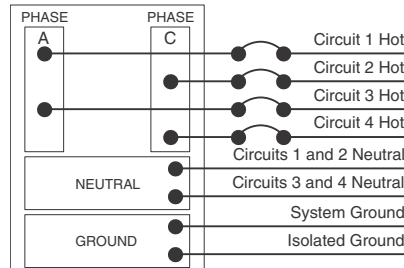 PHASE PHASE
A C
Circuit 1 Hot
Circuit 2 Hot
Circuit 3 Hot
Circuit 4 Hot
Circuits 1 and 2 Neutral
NEUTRAL
Circuits 3 and 4 Neutral
System Ground
GROUND
Isolated Ground